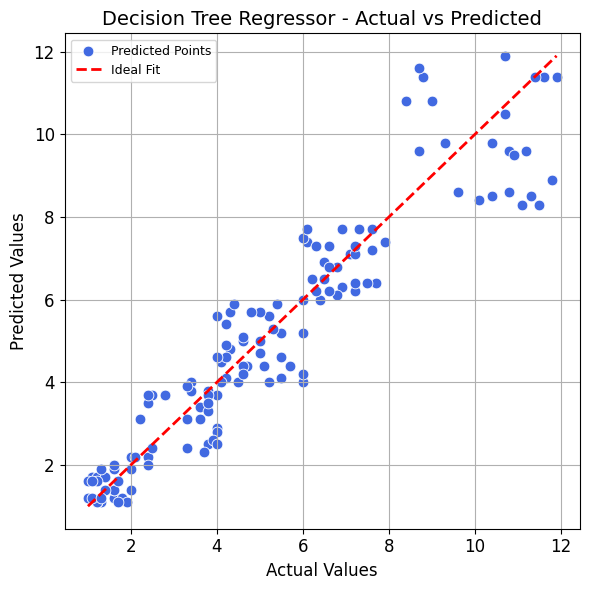 Decision Tree Regressor - Actual vs Predicted
Predicted Points
Ideal Fit
12
10
8
6
4
2
Predicted Values
2 4 6 8 10 12
Actual Values